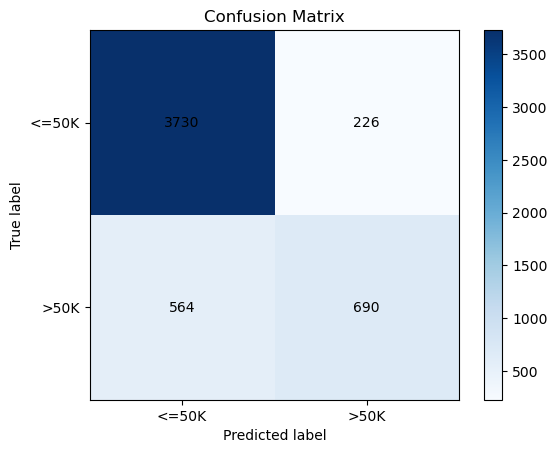 Confusion Matrix
True label
<=50K
3730
226
>50K
564
690
<=50K
>50K
Predicted label
3500
3000
2500
2000
1500
1000
500